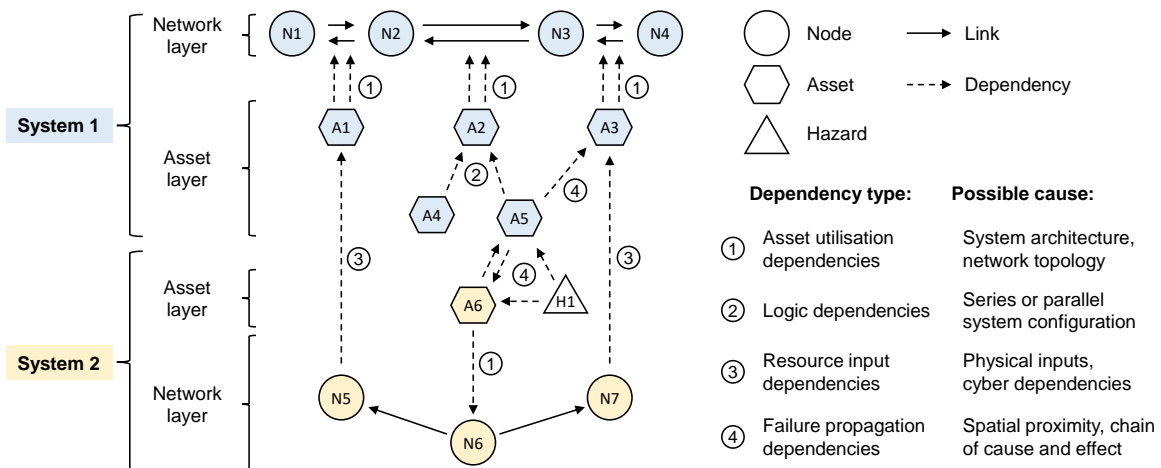 Network
layer
N1
N2
N3
N4
1
1
1
System 1
A1
A2
A3
Asset
layer
2
4
A4
A5
3
3
4
Asset
layer
A6
H1
System 2
1
Network
layer
N5
N6
N7
Node
Link
Asset
Dependency
Hazard
Dependency type:
Possible cause:
1
Asset utilisation
dependencies
System architecture,
network topology
2
Logic dependencies
Series or parallel
system configuration
3
Resource input
dependencies
Physical inputs,
cyber dependencies
4
Failure propagation
dependencies
Spatial proximity, chain
of cause and effect